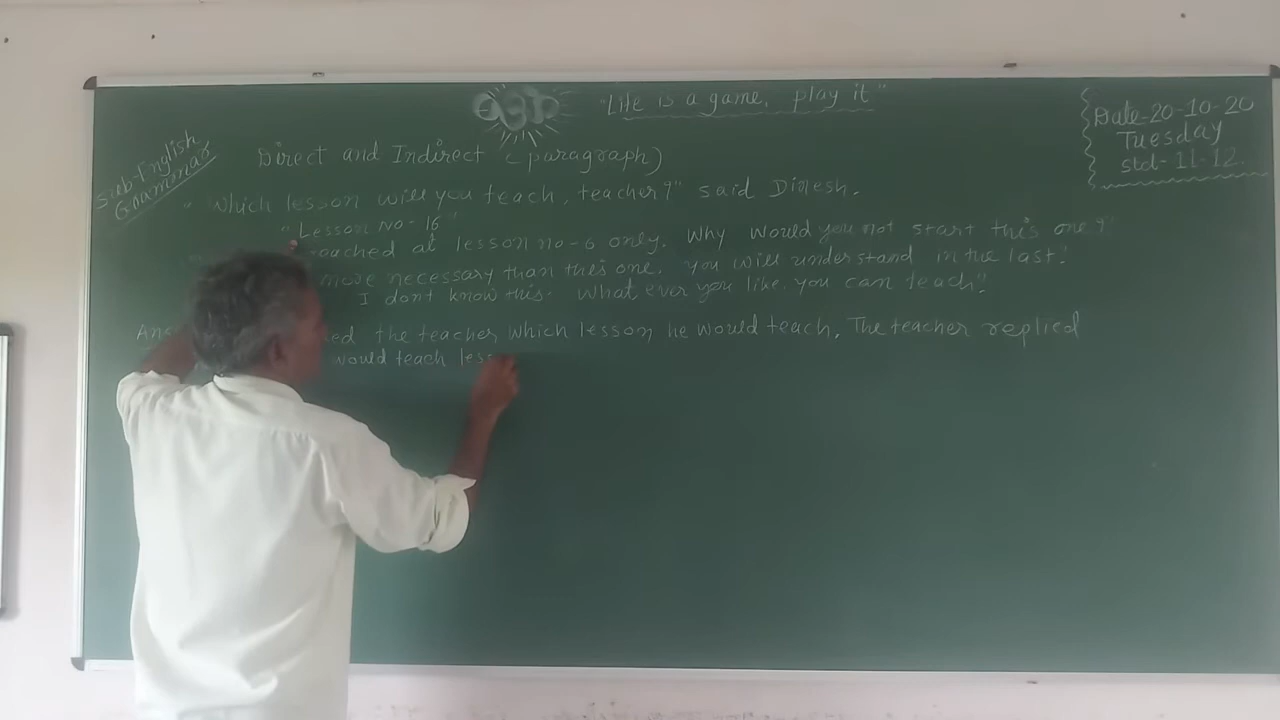 "Life is a game, play it"
Date-20-10-20
Tuesday
Std-11-12.
Sub-English
Grammar
Direct and Indirect (paragraph)
"Which lesson will you teach, teacher?" said Dinesh.
"Lesson No-16"
reached at lesson no-6 only. Why would you not start this one?"
more necessary than this one. You will understand in the last."
I don't know this. What ever you like, you can teach."
the teacher which lesson he would teach. The teacher replied
would teach les